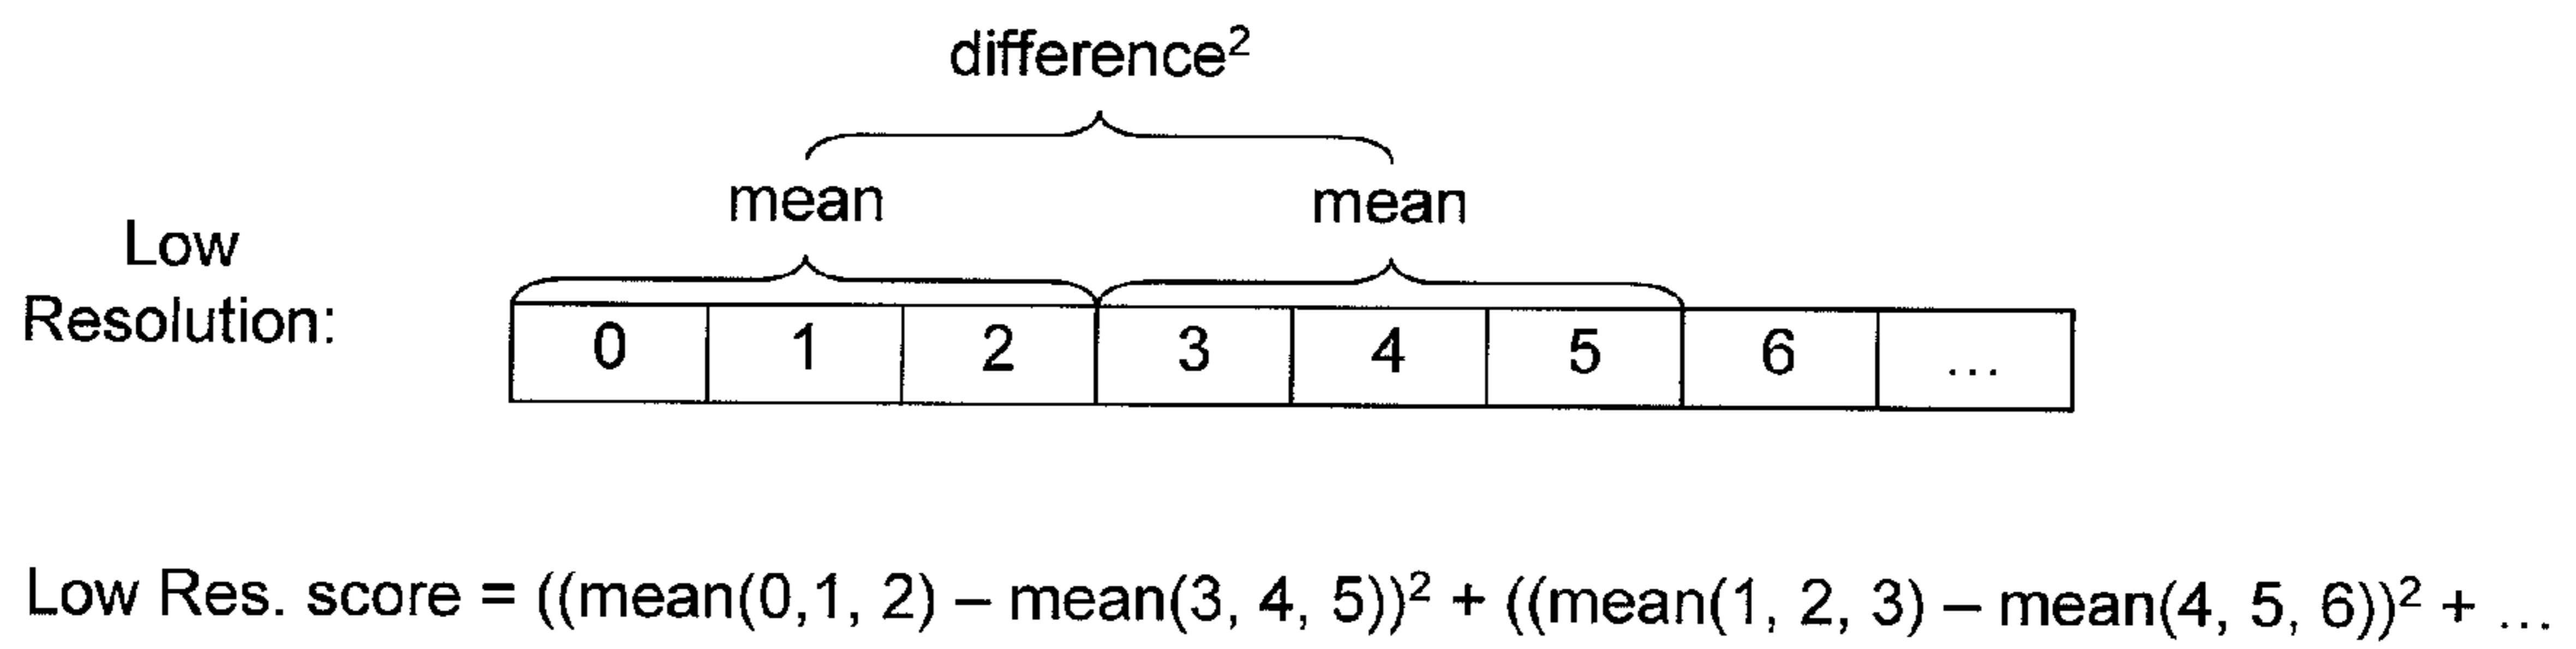 difference²
mean mean
Low
Resolution:
0 1 2 3 4 5 6 ...
Low Res. score = ((mean(0,1, 2) – mean(3, 4, 5))² + ((mean(1, 2, 3) – mean(4, 5, 6))² + ...